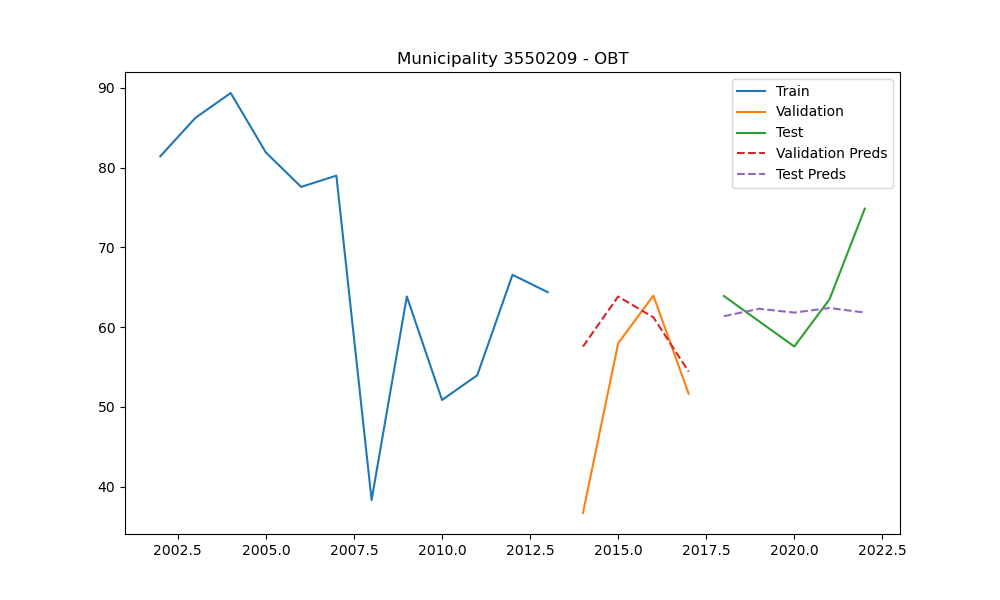 Municipality 3550209 - OBT
Train
Validation
Test
Validation Preds
Test Preds
90
80
70
60
50
40
2002.5 2005.0 2007.5 2010.0 2012.5 2015.0 2017.5 2020.0 2022.5